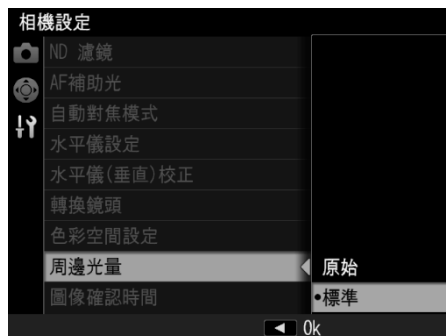 相機設定
ND 濾鏡
AF補助光
自動對焦模式
水平儀設定
水平儀(垂直)校正
轉換鏡頭
色彩空間設定
周邊光量
原始
圖像確認時間
•標準
◀ Ok